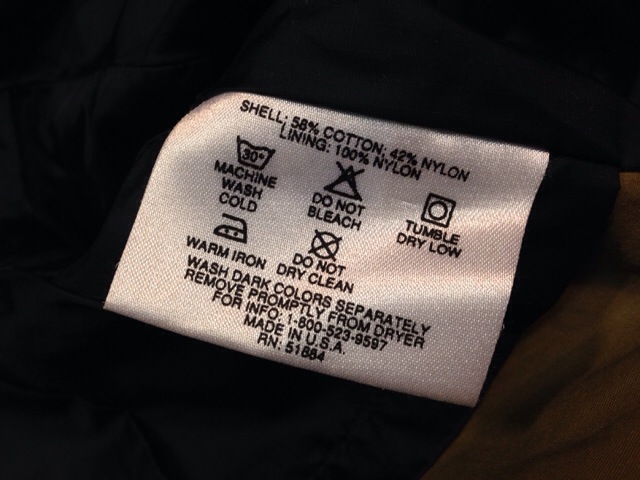 SHELL: 58% COTTON; 42% NYLON
LINING: 100% NYLON
30°
MACHINE
WASH
COLD
DO NOT
BLEACH
TUMBLE
DRY LOW
WARM IRON
DO NOT
DRY CLEAN
WASH DARK COLORS SEPARATELY
REMOVE PROMPTLY FROM DRYER
FOR INFO: 1-800-523-9597
MADE IN U.S.A.
RN: 51884